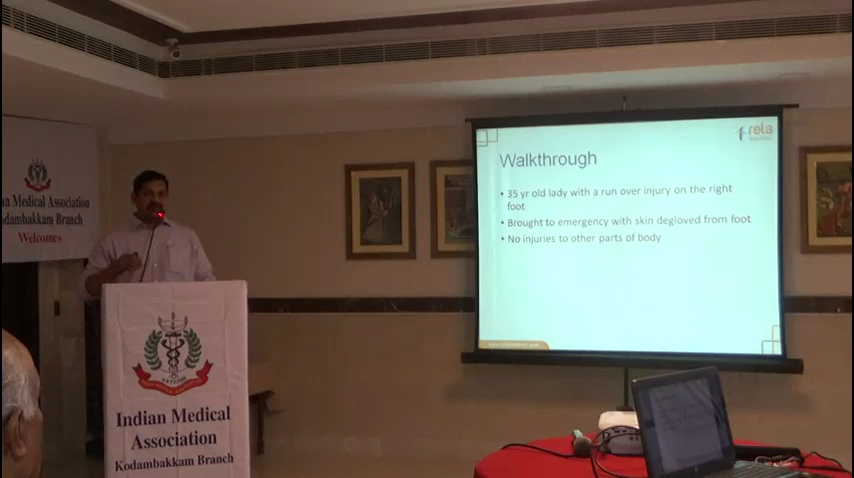 n Medical Association
odambakkam Branch
Welcomes
Indian Medical
Association
Kodambakkam Branch
rela
Walkthrough
• 35 yr old lady with a run over injury on the right
foot
• Brought to emergency with skin degloved from foot
• No injuries to other parts of body